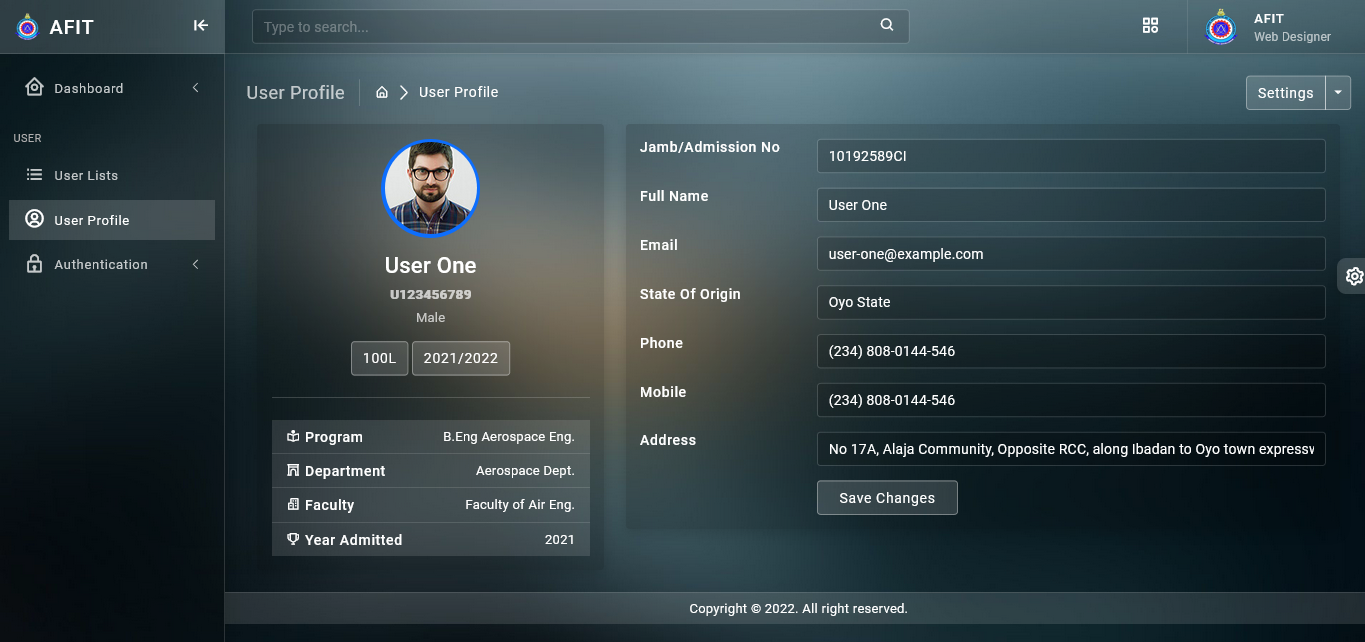 AFIT
Type to search...
AFIT
Web Designer
Dashboard
USER
User Lists
User Profile
Authentication
User Profile
User Profile
Settings
User One
U123456789
Male
100L
2021/2022
Program
B.Eng Aerospace Eng.
Department
Aerospace Dept.
Faculty
Faculty of Air Eng.
Year Admitted
2021
Jamb/Admission No
10192589CI
Full Name
User One
Email
user-one@example.com
State Of Origin
Oyo State
Phone
(234) 808-0144-546
Mobile
(234) 808-0144-546
Address
No 17A, Alaja Community, Opposite RCC, along Ibadan to Oyo town
Save Changes
Copyright © 2022. All right reserved.